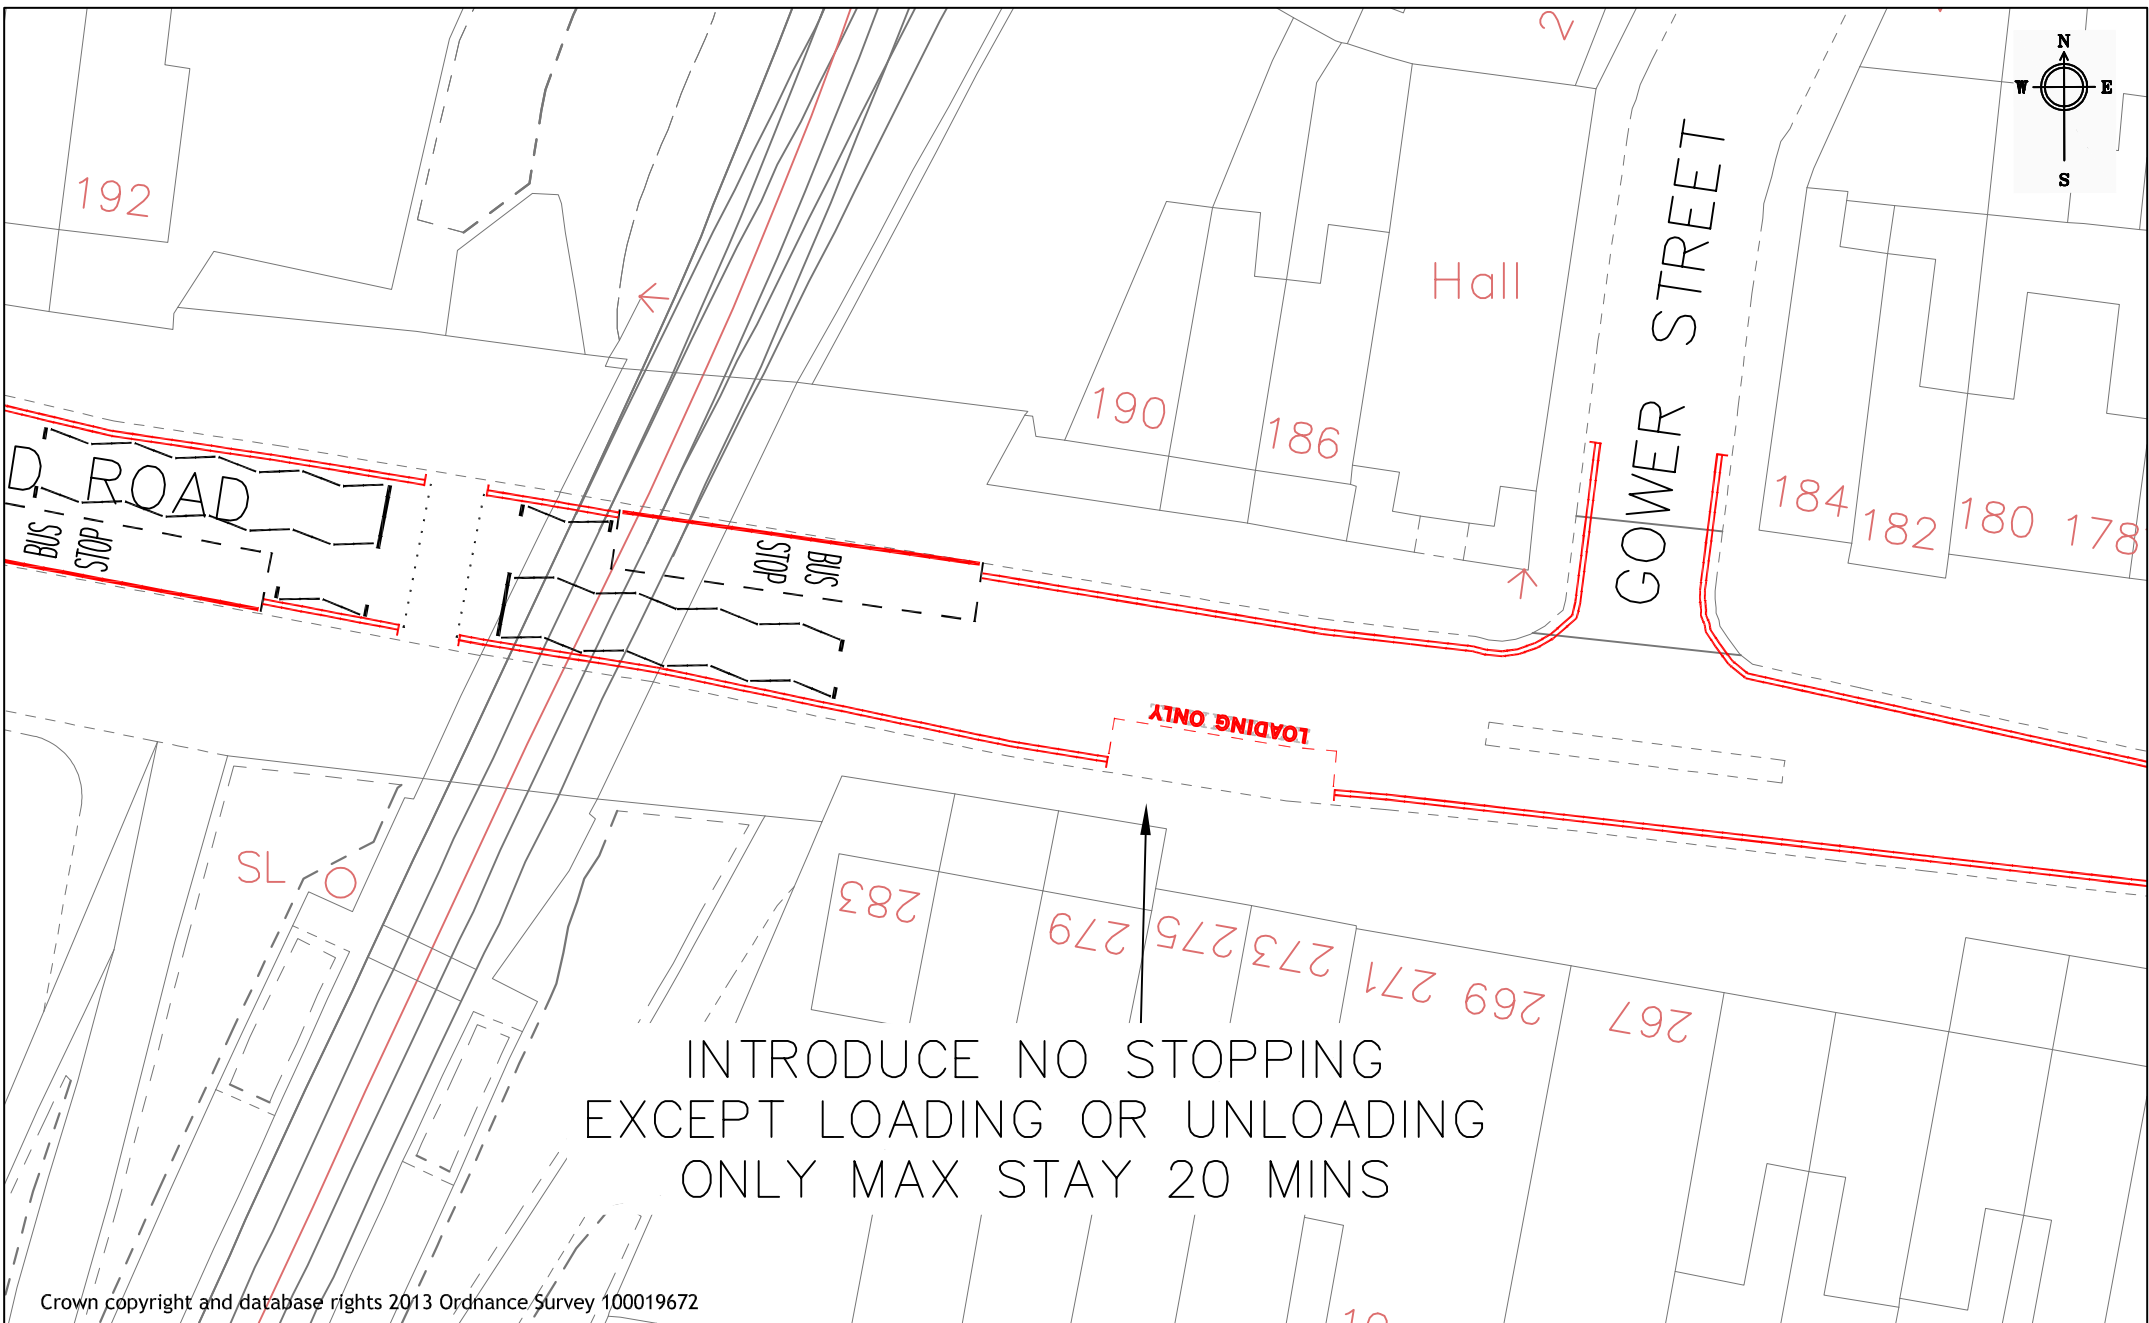 2
N
W E
S
192
Hall
GOWER STREET
190
186
184
182
180
178
D ROAD
BUS
STOP
BUS
STOP
LOADING ONLY
SL
283
279
275
273
271
269
267
INTRODUCE NO STOPPING
EXCEPT LOADING OR UNLOADING
ONLY MAX STAY 20 MINS
Crown copyright and database rights 2013 Ordnance Survey 100019672